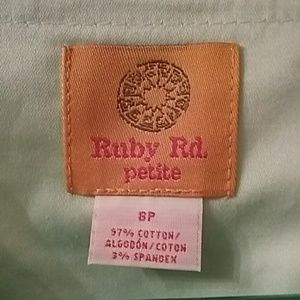 Ruby Rd.
petite
8P
97% COTTON/
ALGODÓN/COTON
3% SPANDEX